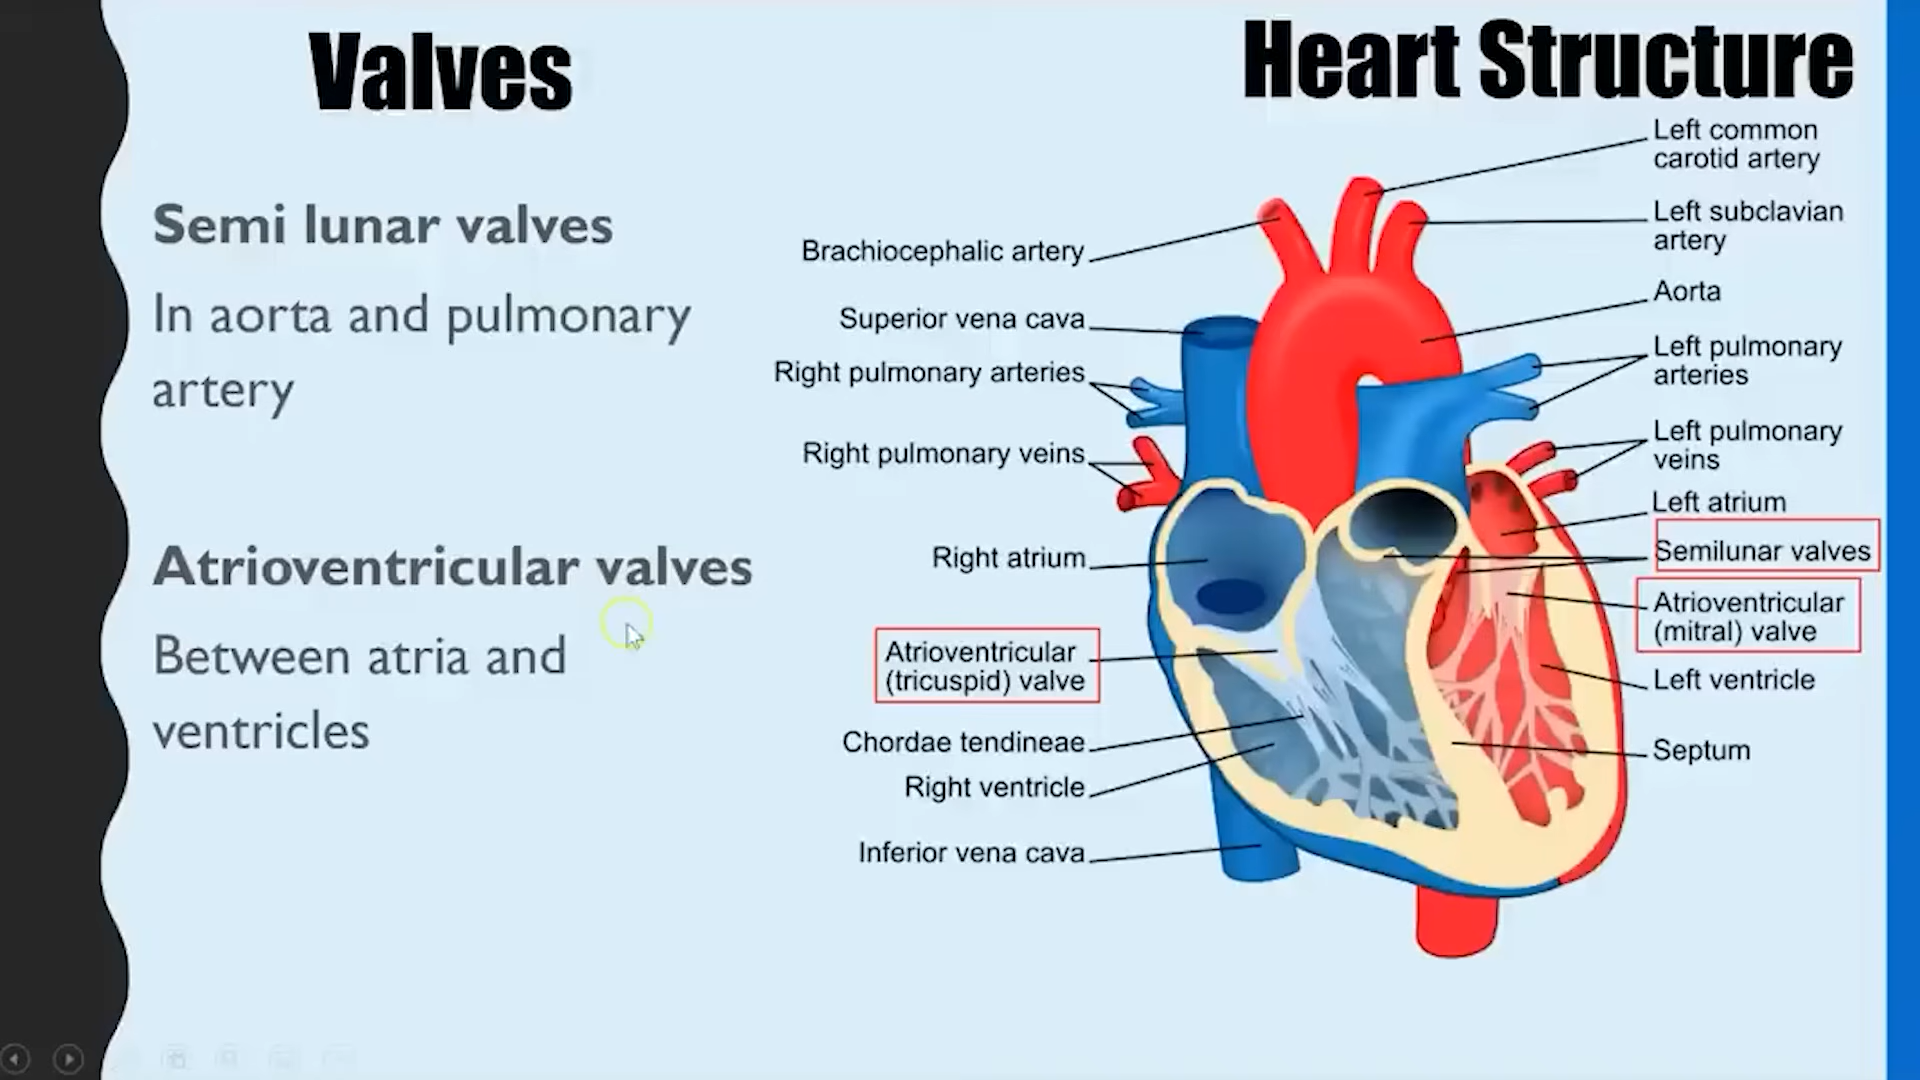 Valves
Semi lunar valves
In aorta and pulmonary
artery
Atrioventricular valves
Between atria and
ventricles
Heart Structure
Brachiocephalic artery
Superior vena cava
Right pulmonary arteries
Right pulmonary veins
Right atrium
Atrioventricular
(tricuspid) valve
Chordae tendineae
Right ventricle
Inferior vena cava
Left common
carotid artery
Left subclavian
artery
Aorta
Left pulmonary
arteries
Left pulmonary
veins
Left atrium
Semilunar valves
Atrioventricular
(mitral) valve
Left ventricle
Septum